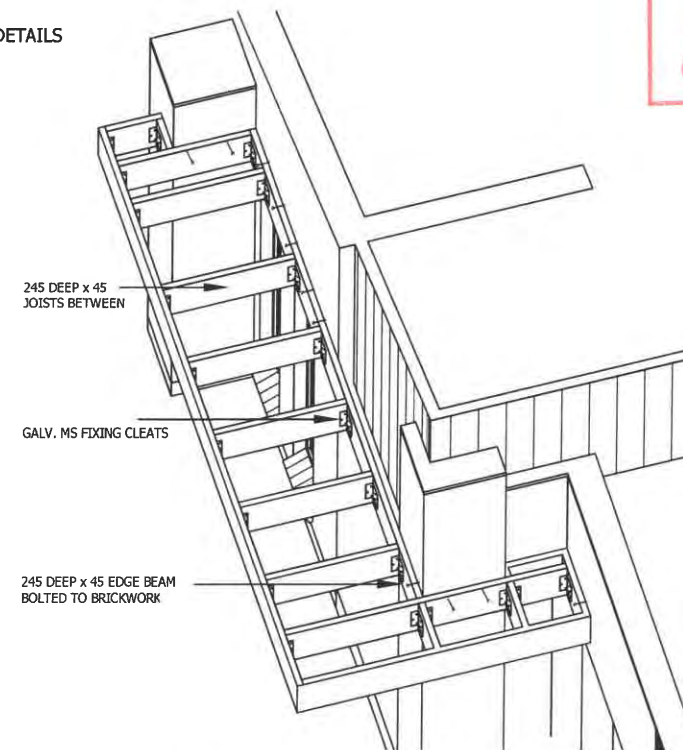 DETAILS
245 DEEP x 45
JOISTS BETWEEN
GALV. MS FIXING CLEATS
245 DEEP x 45 EDGE BEAM
BOLTED TO BRICKWORK